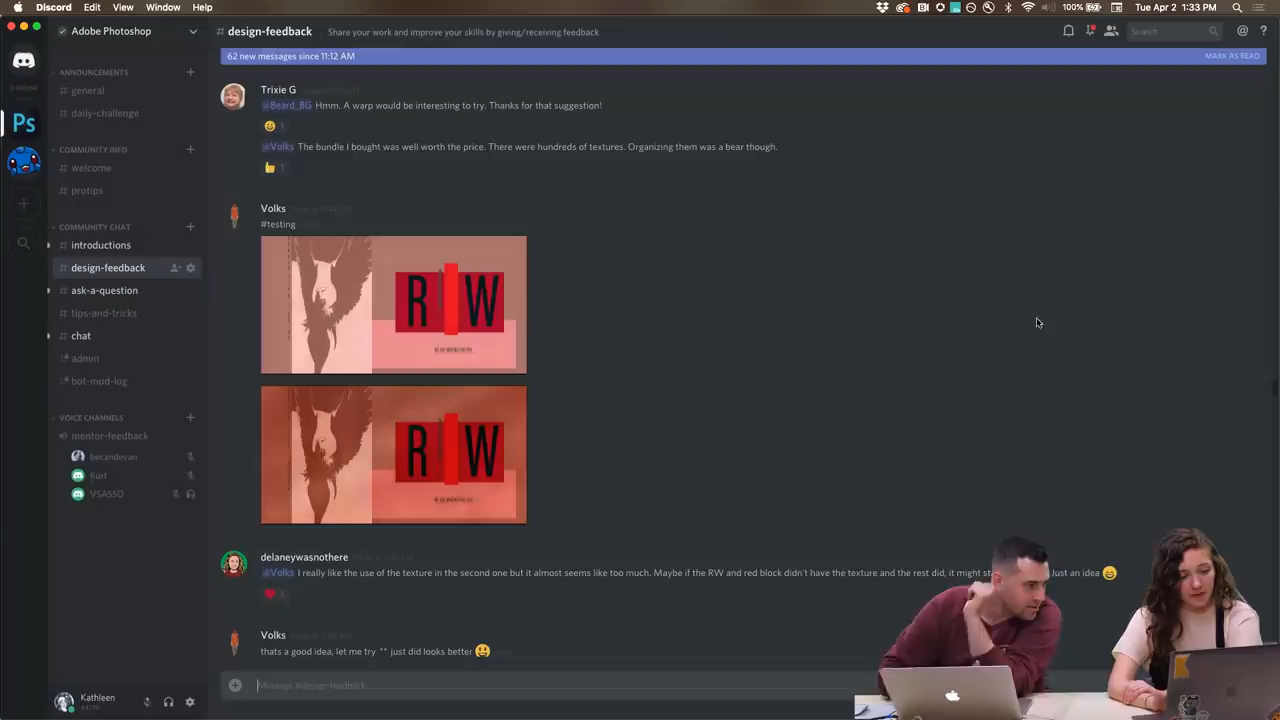 Discord Edit View Window Help
100% Tue Apr 2 1:33 PM
Adobe Photoshop
# design-feedback Share your work and improve your skills by giving/receiving feedback
Search
62 new messages since 11:12 AM MARK AS READ
ANNOUNCEMENTS
# general
# daily-challenge
COMMUNITY INFO
# welcome
# protips
COMMUNITY CHAT
# introductions
# design-feedback
# ask-a-question
# tips-and-tricks
# chat
admin
bot-mod-log
VOICE CHANNELS
mentor-feedback
becandevan
Kurt
VSASSO
Kathleen
Ps
Trixie G
@Beard_BG Hmm. A warp would be interesting to try. Thanks for that suggestion!
1
@Volks The bundle I bought was well worth the price. There were hundreds of textures. Organizing them was a bear though.
1
Volks
#testing
R W
R W
delaneywasnothere
@Volks I really like the use of the texture in the second one but it almost seems like too much. Maybe if the RW and red block didn't have the texture and the rest did, it might Just an idea
1
Volks
thats a good idea, let me try ** just did looks better
Message #design-feedback